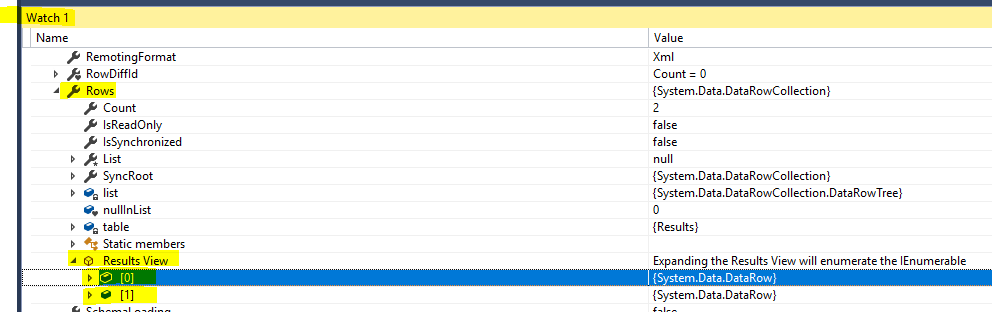 Watch 1
Name Value
RemotingFormat Xml
RowDiffId Count = 0
Rows {System.Data.DataRowCollection}
Count 2
IsReadOnly false
IsSynchronized false
List null
SyncRoot {System.Data.DataRowCollection}
list {System.Data.DataRowCollection.DataRowTree}
nullInList 0
table {Results}
Static members
Results View Expanding the Results View will enumerate the IEnumerable
[0] {System.Data.DataRow}
[1] {System.Data.DataRow}
SchemaLoading false